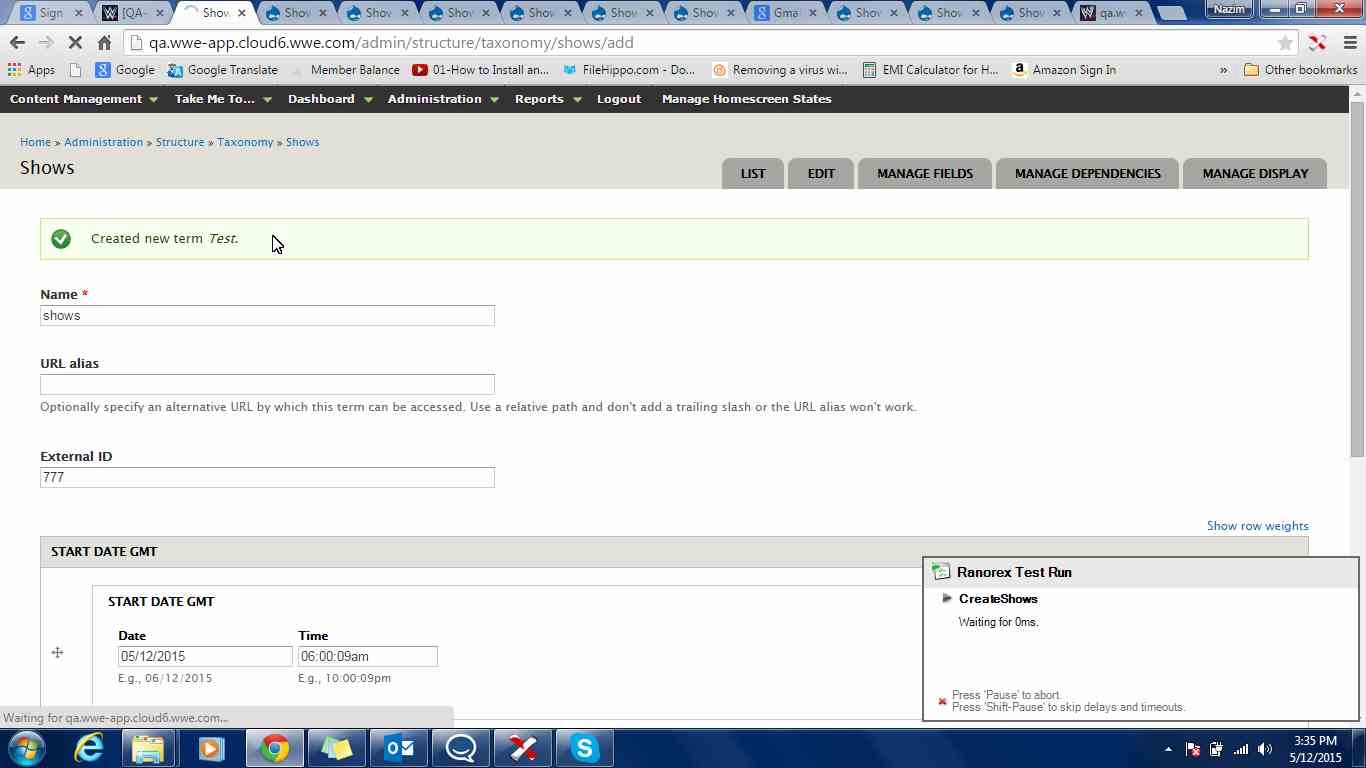 Sign
[QA-
Show
Show
Show
Show
Show
Show
Show
Gmai
Show
Show
Show
qa.w
Nazim
qa.wwe-app.cloud6.wwe.com/admin/structure/taxonomy/shows/add
Apps Google Google Translate Member Balance 01-How to Install an... FileHippo.com - Do... Removing a virus wi... EMI Calculator for H... Amazon Sign In » Other bookmarks
Content Management Take Me To... Dashboard Administration Reports Logout Manage Homescreen States
Home » Administration » Structure » Taxonomy » Shows
Shows
LIST EDIT MANAGE FIELDS MANAGE DEPENDENCIES MANAGE DISPLAY
Created new term Test.
Name *
shows
URL alias
Optionally specify an alternative URL by which this term can be accessed. Use a relative path and don't add a trailing slash or the URL alias won't work.
External ID
777
Show row weights
START DATE GMT
START DATE GMT
Date Time
05/12/2015 06:00:09am
E.g., 06/12/2015 E.g., 10:00:09pm
Ranorex Test Run
CreateShows
Waiting for 0ms.
Press 'Pause' to abort.
Press 'Shift-Pause' to skip delays and timeouts.
Waiting for qa.wwe-app.cloud6.wwe.com...
3:35 PM
5/12/2015